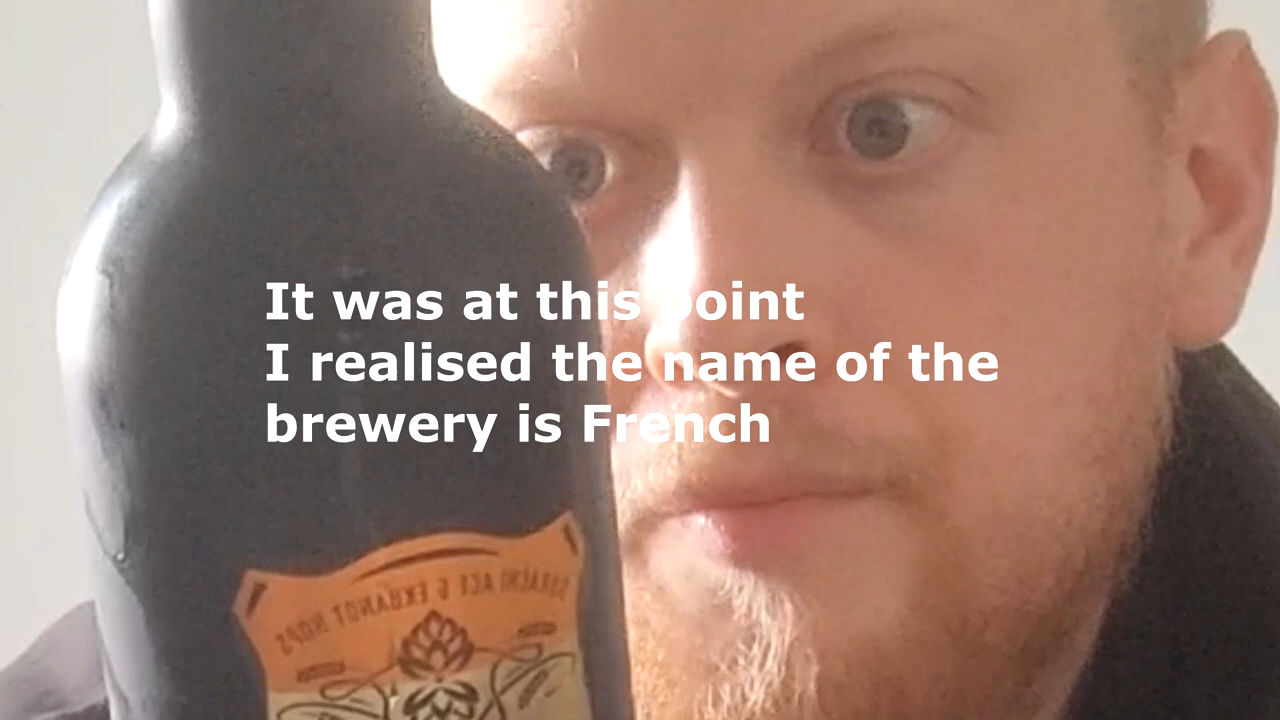 It was at this point
I realised the name of the
brewery is French
SORACHI ACE & EKUANOT HOPS